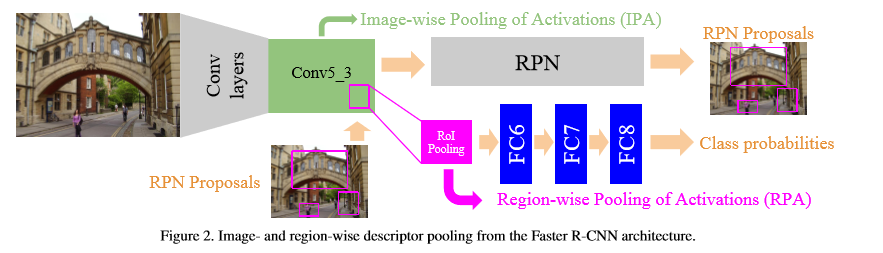 Image-wise Pooling of Activations (IPA)
RPN Proposals
Conv layers
Conv5_3
RPN
RoI
Pooling
FC6
FC7
FC8
Class probabilities
RPN Proposals
Region-wise Pooling of Activations (RPA)
Figure 2. Image- and region-wise descriptor pooling from the Faster R-CNN architecture.